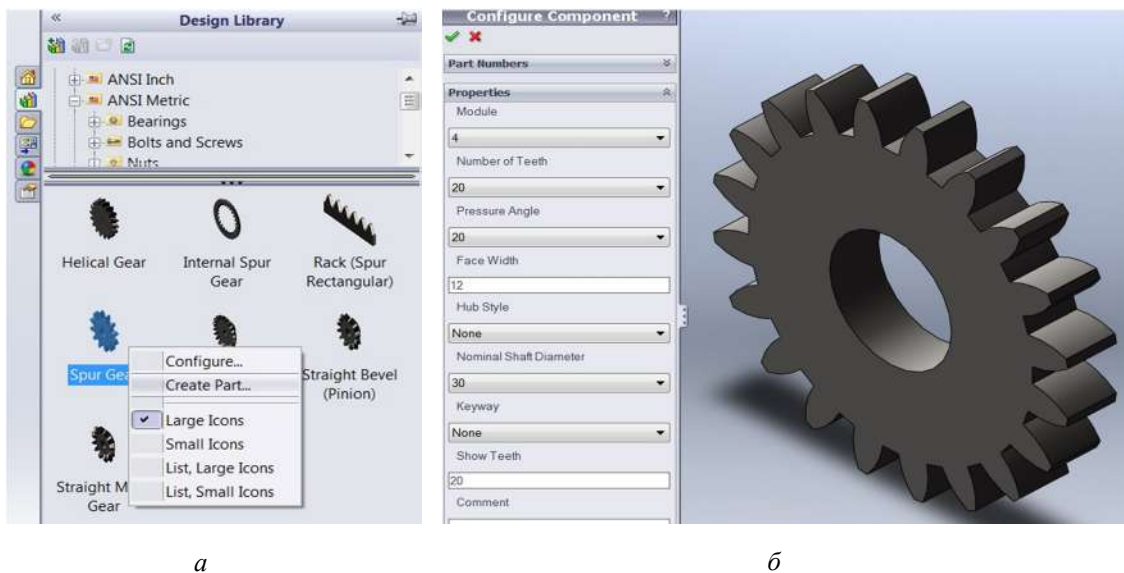 Design Library
ANSI Inch
ANSI Metric
Bearings
Bolts and Screws
Nuts
Helical Gear
Internal Spur
Gear
Rack (Spur
Rectangular)
Spur Gea
Configure...
Create Part...
Large Icons
Small Icons
List, Large Icons
List, Small Icons
Straight Bevel
(Pinion)
Straight M
Gear
Configure Component ?
Part Numbers
Properties
Module
4
Number of Teeth
20
Pressure Angle
20
Face Width
12
Hub Style
None
Nominal Shaft Diameter
30
Keyway
None
Show Teeth
20
Comment
а
б